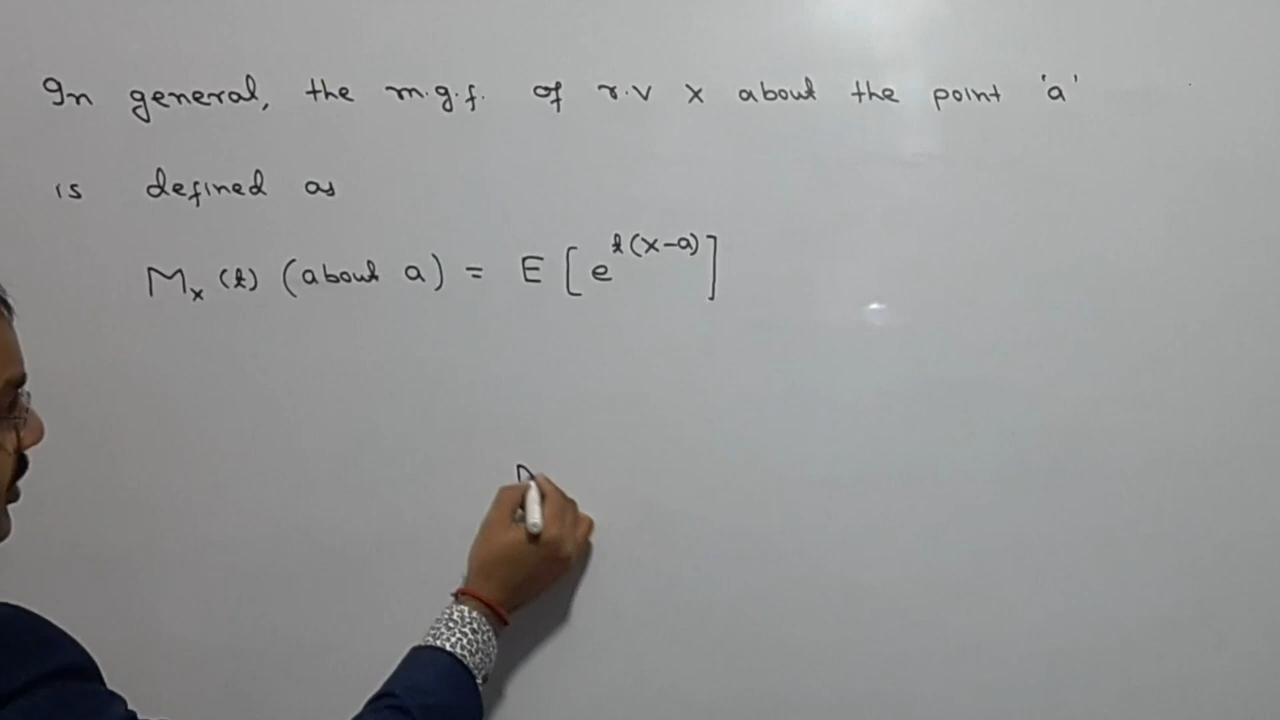 In general, the m.g.f. of r.v X about the point 'a'
is defined as
Mₓ(t) (about a) = E[e^{t(X-a)}]